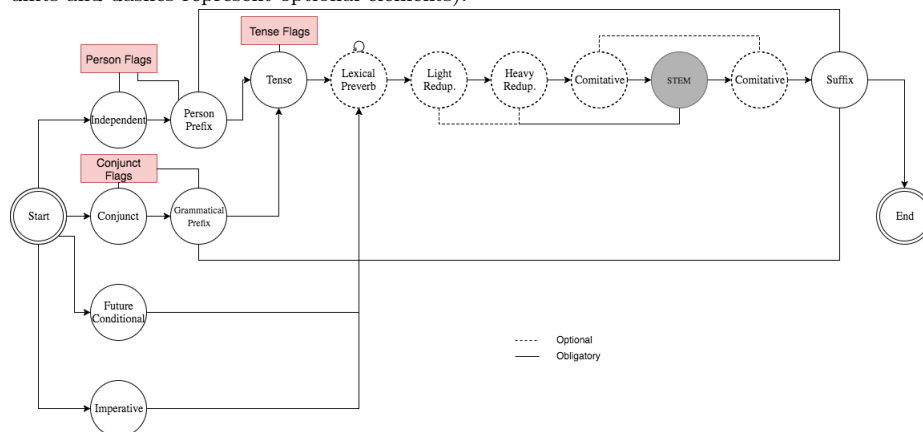 units and dashes represent optional elements).
Tense Flags
Person Flags
Tense
Lexical
Preverb
Light
Redup.
Heavy
Redup.
Comitative
STEM
Comitative
Suffix
Independent
Person
Prefix
Conjunct
Flags
Start
Conjunct
Grammatical
Prefix
End
Future
Conditional
Optional
Obligatory
Imperative